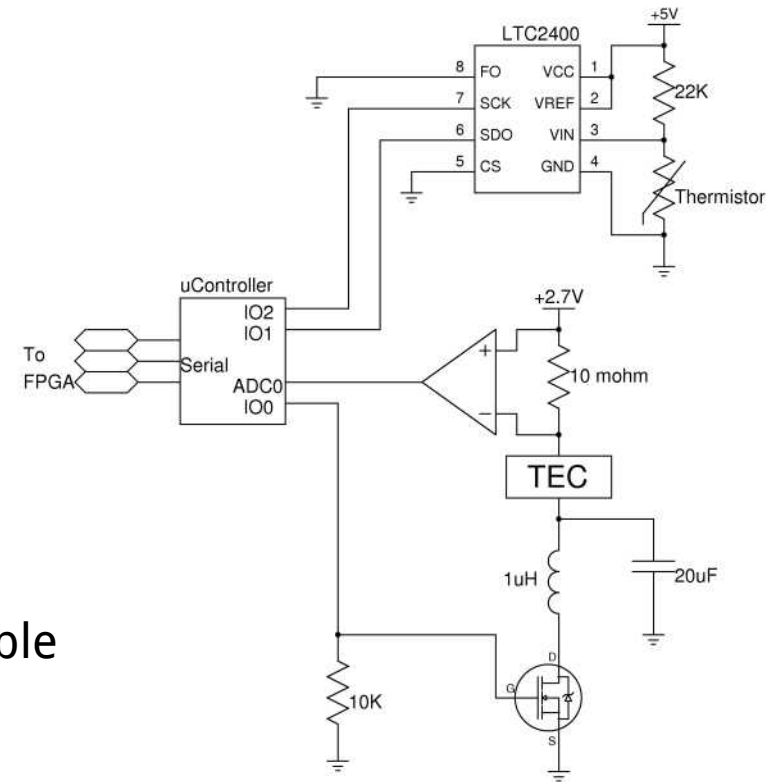 +5V
LTC2400
8 FO VCC 1
7 SCK VREF 2
22K
6 SDO VIN 3
5 CS GND 4
Thermistor
uController
IO2
IO1
+2.7V
To
Serial
+
10 mohm
FPGA
ADC0
IO0
−
TEC
1uH
20uF
ple
D
G
10K
S